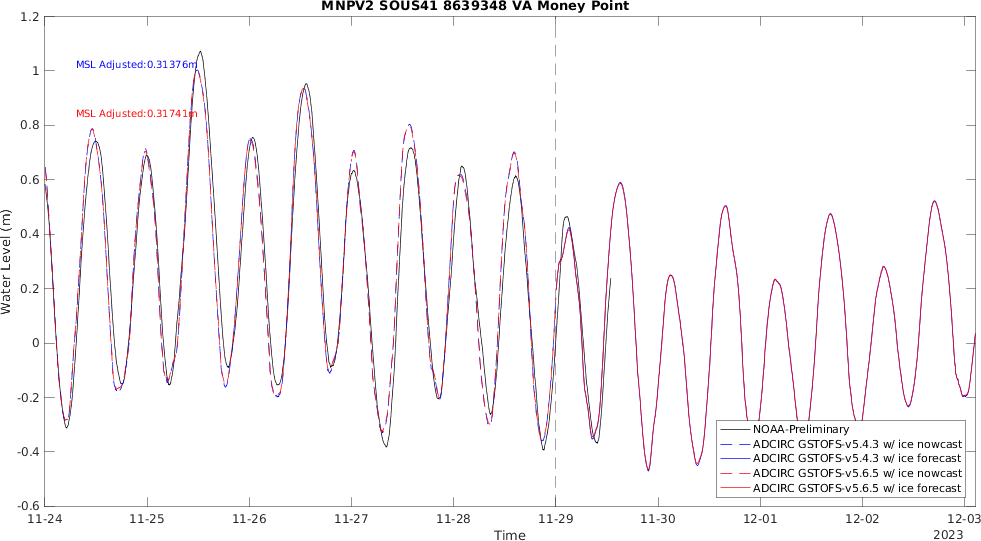 MNPV2 SOUS41 8639348 VA Money Point
1.2
1
0.8
0.6
0.4
0.2
0
-0.2
-0.4
-0.6
Water Level (m)
MSL Adjusted:0.31376m
MSL Adjusted:0.31741m
NOAA-Preliminary
ADCIRC GSTOFS-v5.4.3 w/ ice nowcast
ADCIRC GSTOFS-v5.4.3 w/ ice forecast
ADCIRC GSTOFS-v5.6.5 w/ ice nowcast
ADCIRC GSTOFS-v5.6.5 w/ ice forecast
11-24 11-25 11-26 11-27 11-28 11-29 11-30 12-01 12-02 12-03
Time 2023